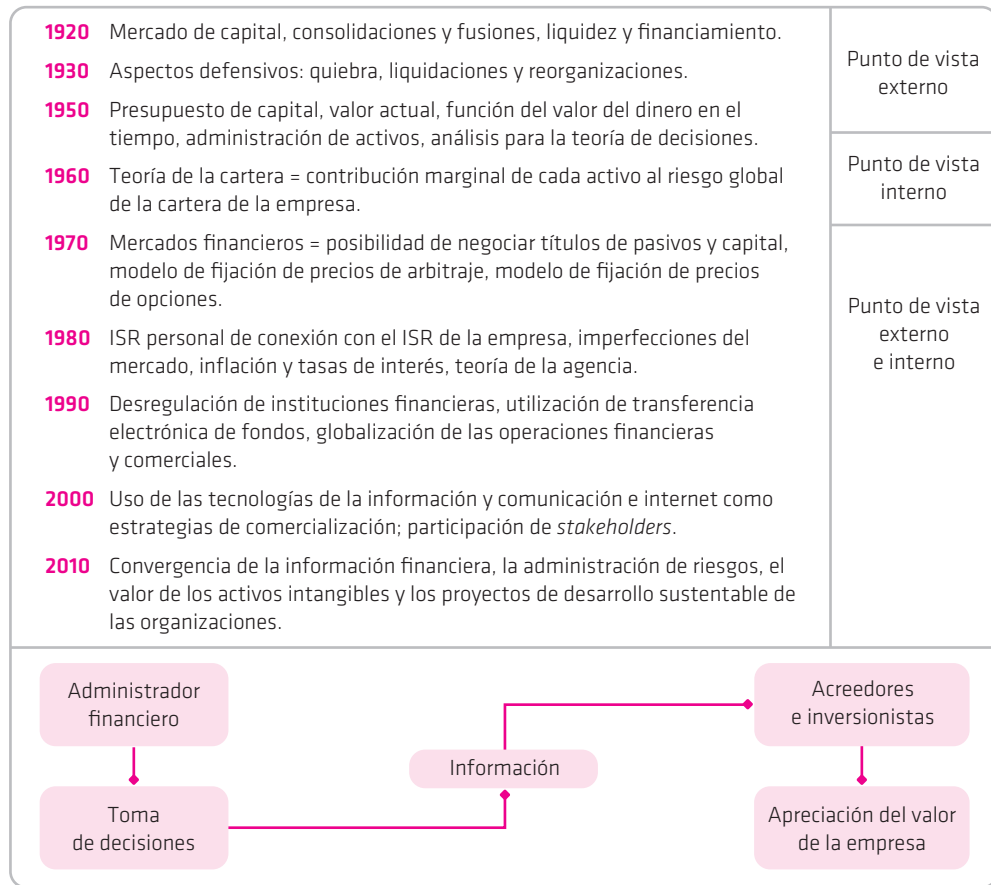 1920 Mercado de capital, consolidaciones y fusiones, liquidez y financiamiento.
1930 Aspectos defensivos: quiebra, liquidaciones y reorganizaciones.
1950 Presupuesto de capital, valor actual, función del valor del dinero en el
tiempo, administración de activos, análisis para la teoría de decisiones.
1960 Teoría de la cartera = contribución marginal de cada activo al riesgo global
de la cartera de la empresa.
1970 Mercados financieros = posibilidad de negociar títulos de pasivos y capital,
modelo de fijación de precios de arbitraje, modelo de fijación de precios
de opciones.
1980 ISR personal de conexión con el ISR de la empresa, imperfecciones del
mercado, inflación y tasas de interés, teoría de la agencia.
1990 Desregulación de instituciones financieras, utilización de transferencia
electrónica de fondos, globalización de las operaciones financieras
y comerciales.
2000 Uso de las tecnologías de la información y comunicación e internet como
estrategias de comercialización; participación de stakeholders.
2010 Convergencia de la información financiera, la administración de riesgos, el
valor de los activos intangibles y los proyectos de desarrollo sustentable de
las organizaciones.
Punto de vista
externo
Punto de vista
interno
Punto de vista
externo
e interno
Administrador
financiero
Toma
de decisiones
Información
Acreedores
e inversionistas
Apreciación del valor
de la empresa